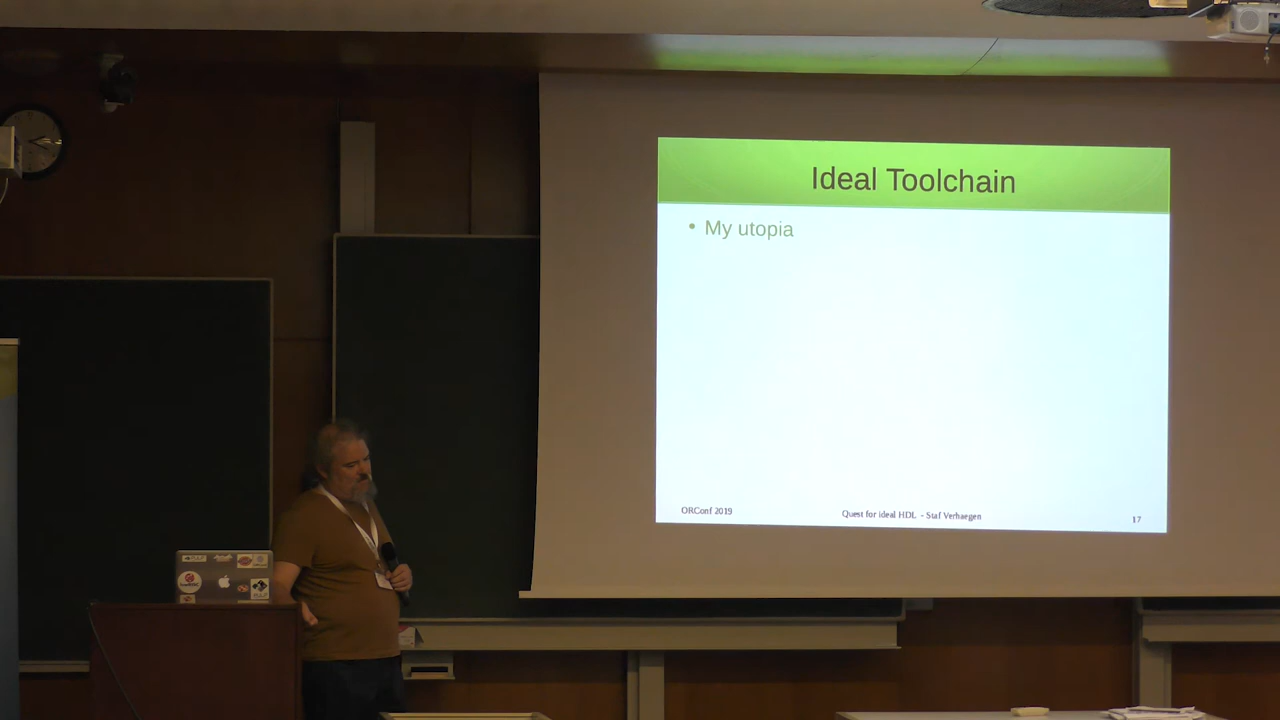 Ideal Toolchain
• My utopia
ORConf 2019
Quest for ideal HDL - Staf Verhaegen
17